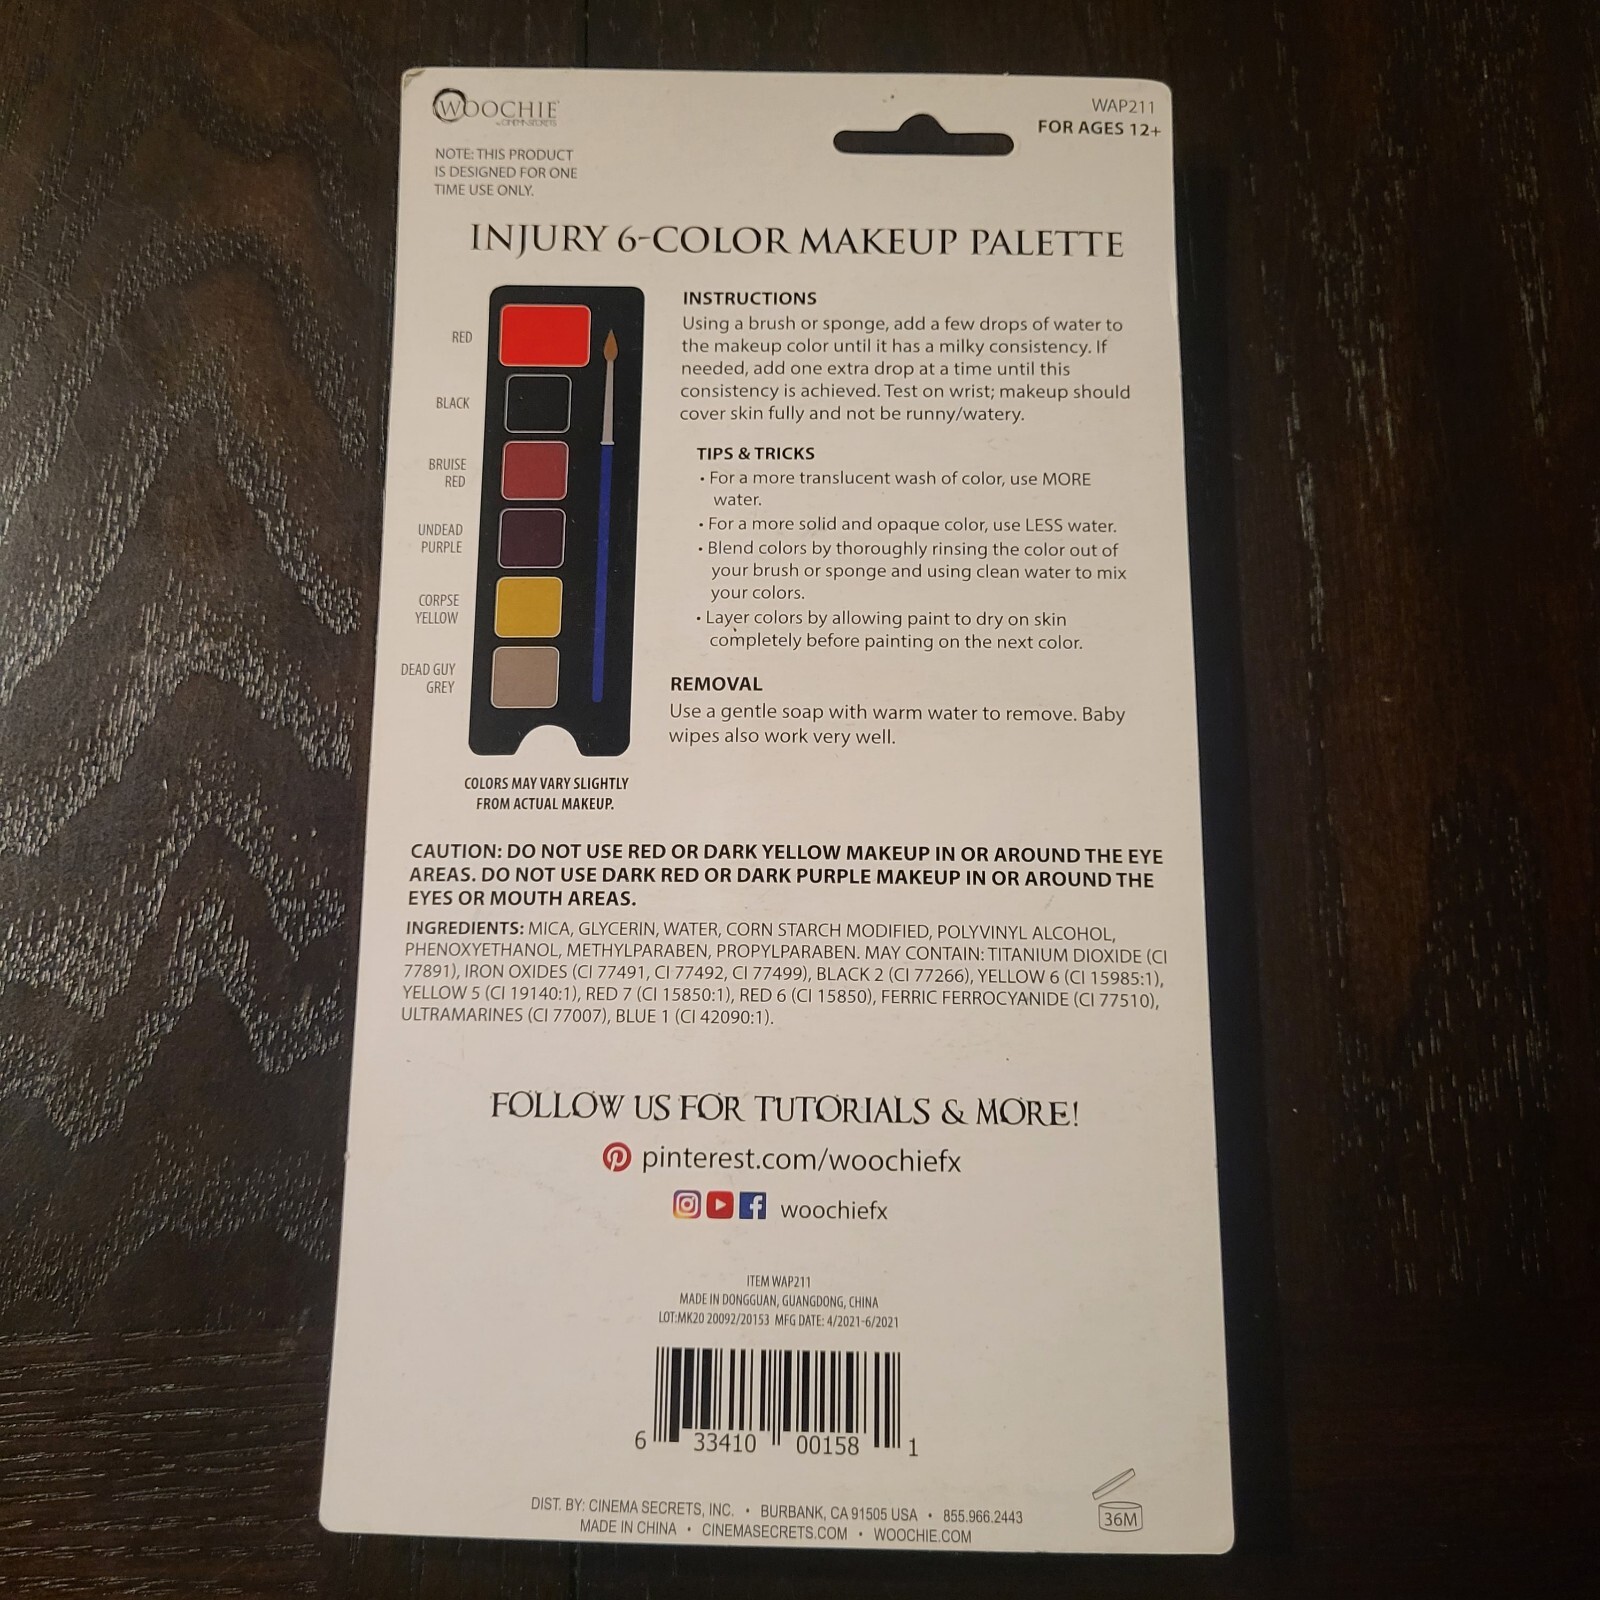 WOOCHIE
BY CINEMA SECRETS
WAP211
FOR AGES 12+
NOTE: THIS PRODUCT
IS DESIGNED FOR ONE
TIME USE ONLY.
INJURY 6-COLOR MAKEUP PALETTE
RED
BLACK
BRUISE
RED
UNDEAD
PURPLE
CORPSE
YELLOW
DEAD GUY
GREY
COLORS MAY VARY SLIGHTLY
FROM ACTUAL MAKEUP.
INSTRUCTIONS
Using a brush or sponge, add a few drops of water to
the makeup color until it has a milky consistency. If
needed, add one extra drop at a time until this
consistency is achieved. Test on wrist; makeup should
cover skin fully and not be runny/watery.
TIPS & TRICKS
• For a more translucent wash of color, use MORE
water.
• For a more solid and opaque color, use LESS water.
• Blend colors by thoroughly rinsing the color out of
your brush or sponge and using clean water to mix
your colors.
• Layer colors by allowing paint to dry on skin
completely before painting on the next color.
REMOVAL
Use a gentle soap with warm water to remove. Baby
wipes also work very well.
CAUTION: DO NOT USE RED OR DARK YELLOW MAKEUP IN OR AROUND THE EYE
AREAS. DO NOT USE DARK RED OR DARK PURPLE MAKEUP IN OR AROUND THE
EYES OR MOUTH AREAS.
INGREDIENTS: MICA, GLYCERIN, WATER, CORN STARCH MODIFIED, POLYVINYL ALCOHOL,
PHENOXYETHANOL, METHYLPARABEN, PROPYLPARABEN. MAY CONTAIN: TITANIUM DIOXIDE (CI
77891), IRON OXIDES (CI 77491, CI 77492, CI 77499), BLACK 2 (CI 77266), YELLOW 6 (CI 15985:1),
YELLOW 5 (CI 19140:1), RED 7 (CI 15850:1), RED 6 (CI 15850), FERRIC FERROCYANIDE (CI 77510),
ULTRAMARINES (CI 77007), BLUE 1 (CI 42090:1).
FOLLOW US FOR TUTORIALS & MORE!
pinterest.com/woochiefx
woochiefx
ITEM WAP211
MADE IN DONGGUAN, GUANGDONG, CHINA
LOT:MK20 20092/20153 MFG DATE: 4/2021-6/2021
6 33410 00158 1
DIST. BY: CINEMA SECRETS, INC. • BURBANK, CA 91505 USA • 855.966.2443
MADE IN CHINA • CINEMASECRETS.COM • WOOCHIE.COM
36M